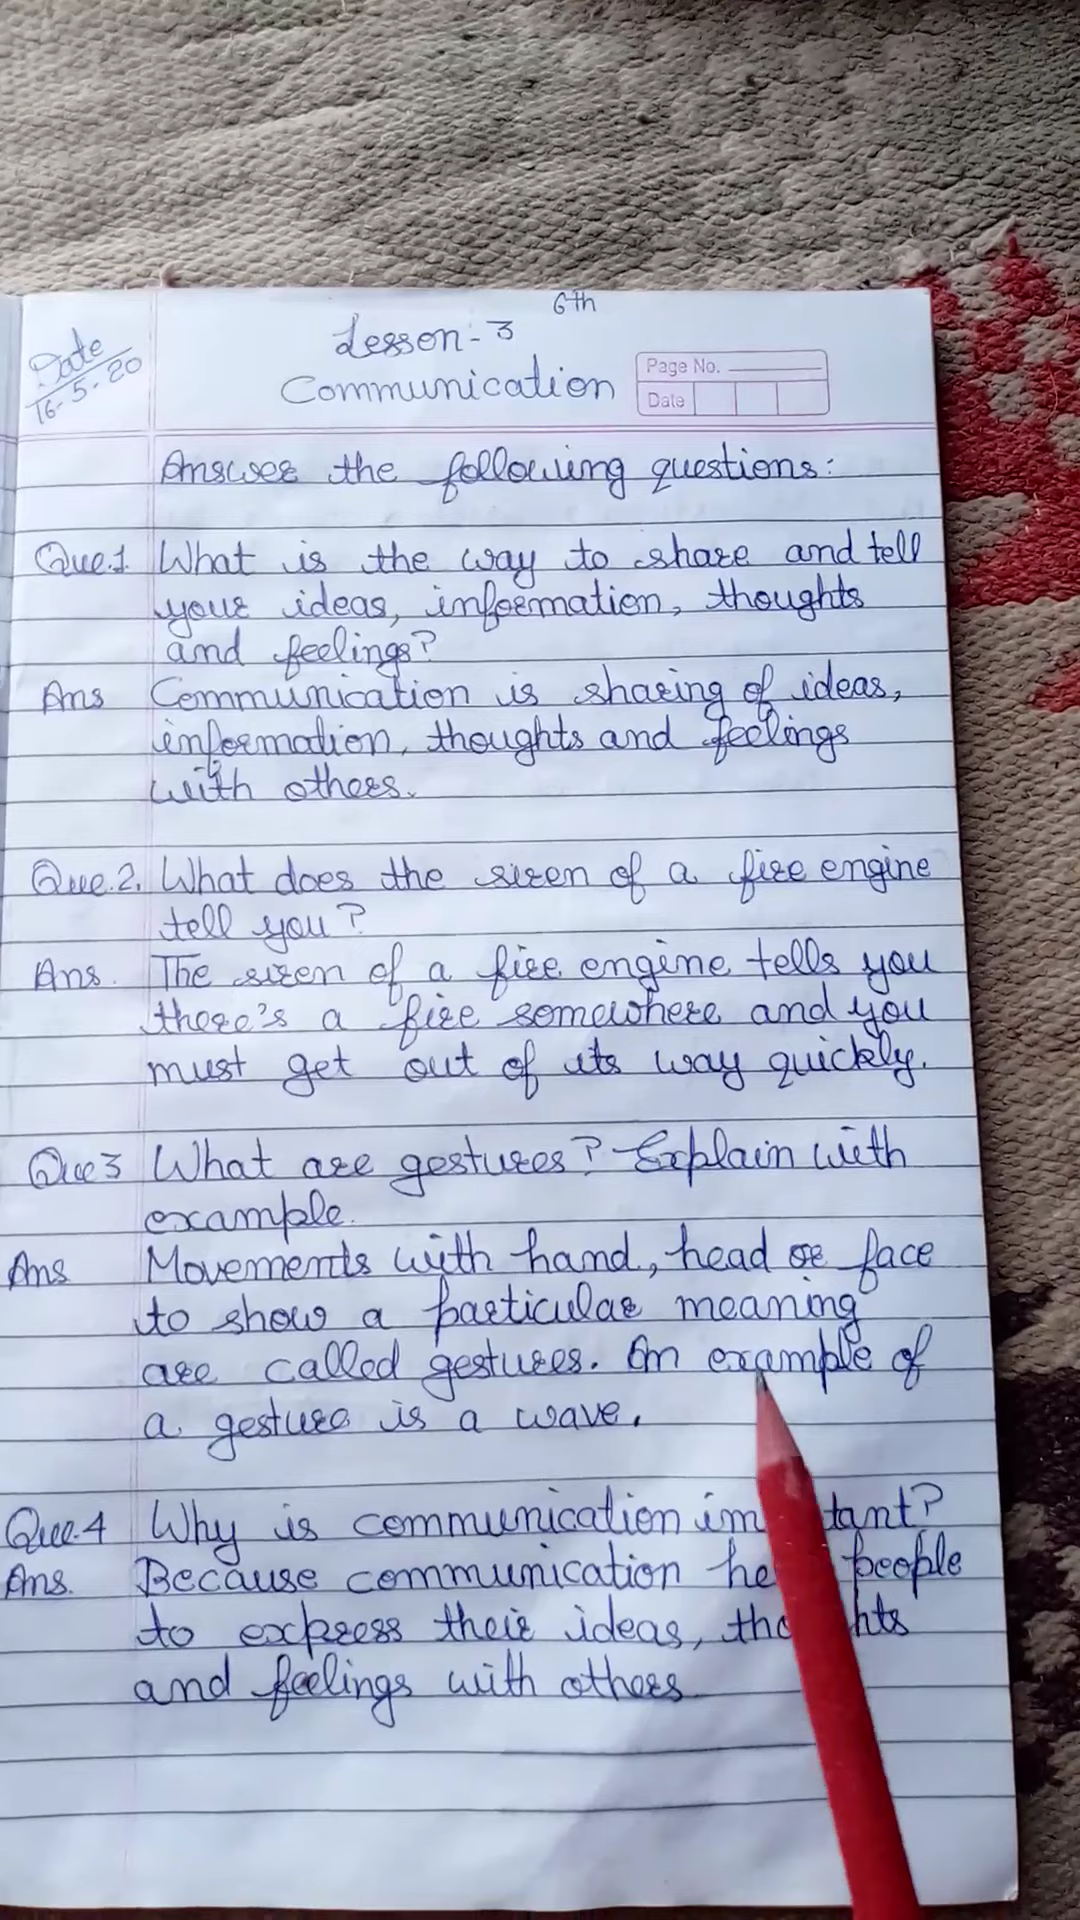 6th
Date
16-5-20
Lesson-3
Communication
Page No.
Date
Answer the following questions:
Que.1 What is the way to share and tell
your ideas, information, thoughts
and feelings?
Ans Communication is sharing of ideas,
information, thoughts and feelings
with others.
Que.2. What does the siren of a fire engine
tell you?
Ans. The siren of a fire engine tells you
there's a fire somewhere and you
must get out of its way quickly.
Que3 What are gestures? Explain with
example.
Ans Movements with hand, head or face
to show a particular meaning
are called gestures. An example of
a gesture is a wave.
Que.4 Why is communication im tant?
Ans. Because communication he people
to express their ideas, tho hts
and feelings with others